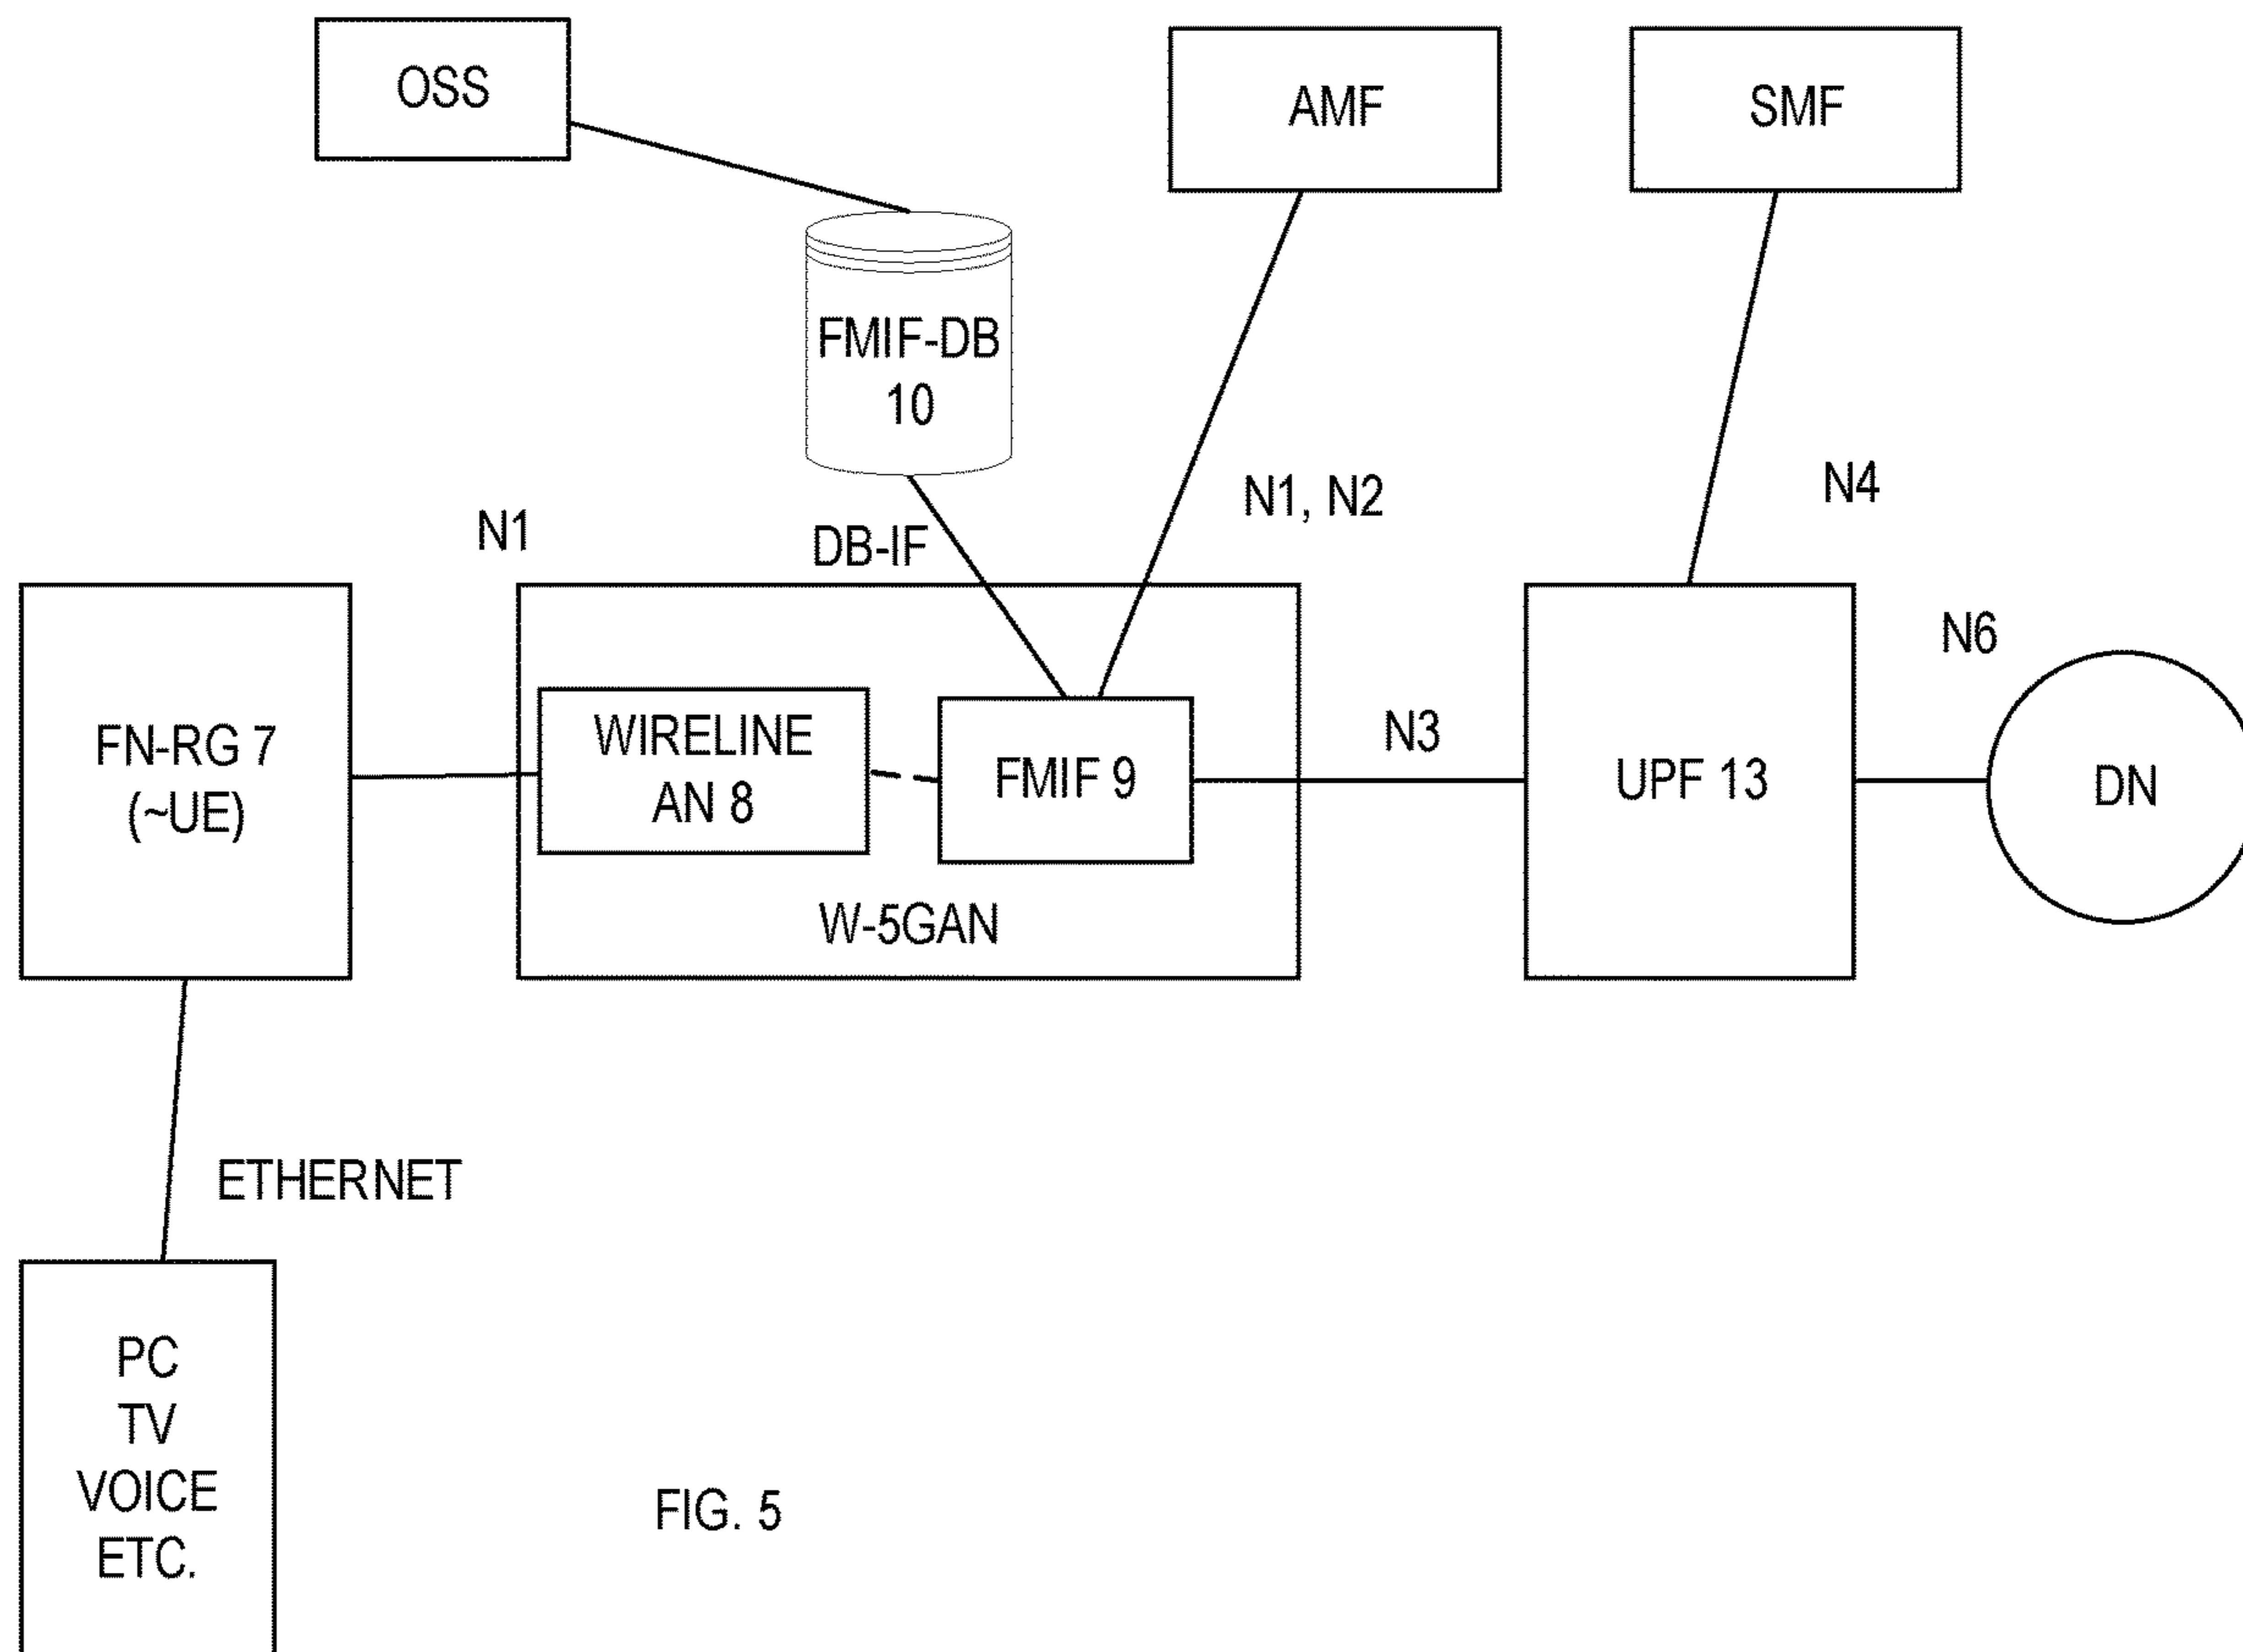 OSS
AMF
SMF
FMIF-DB
10
N1
DB-IF
N1, N2
N4
N6
FN-RG 7
(~UE)
WIRELINE
AN 8
FMIF 9
W-5GAN
N3
UPF 13
DN
ETHERNET
PC
TV
VOICE
ETC.
FIG. 5